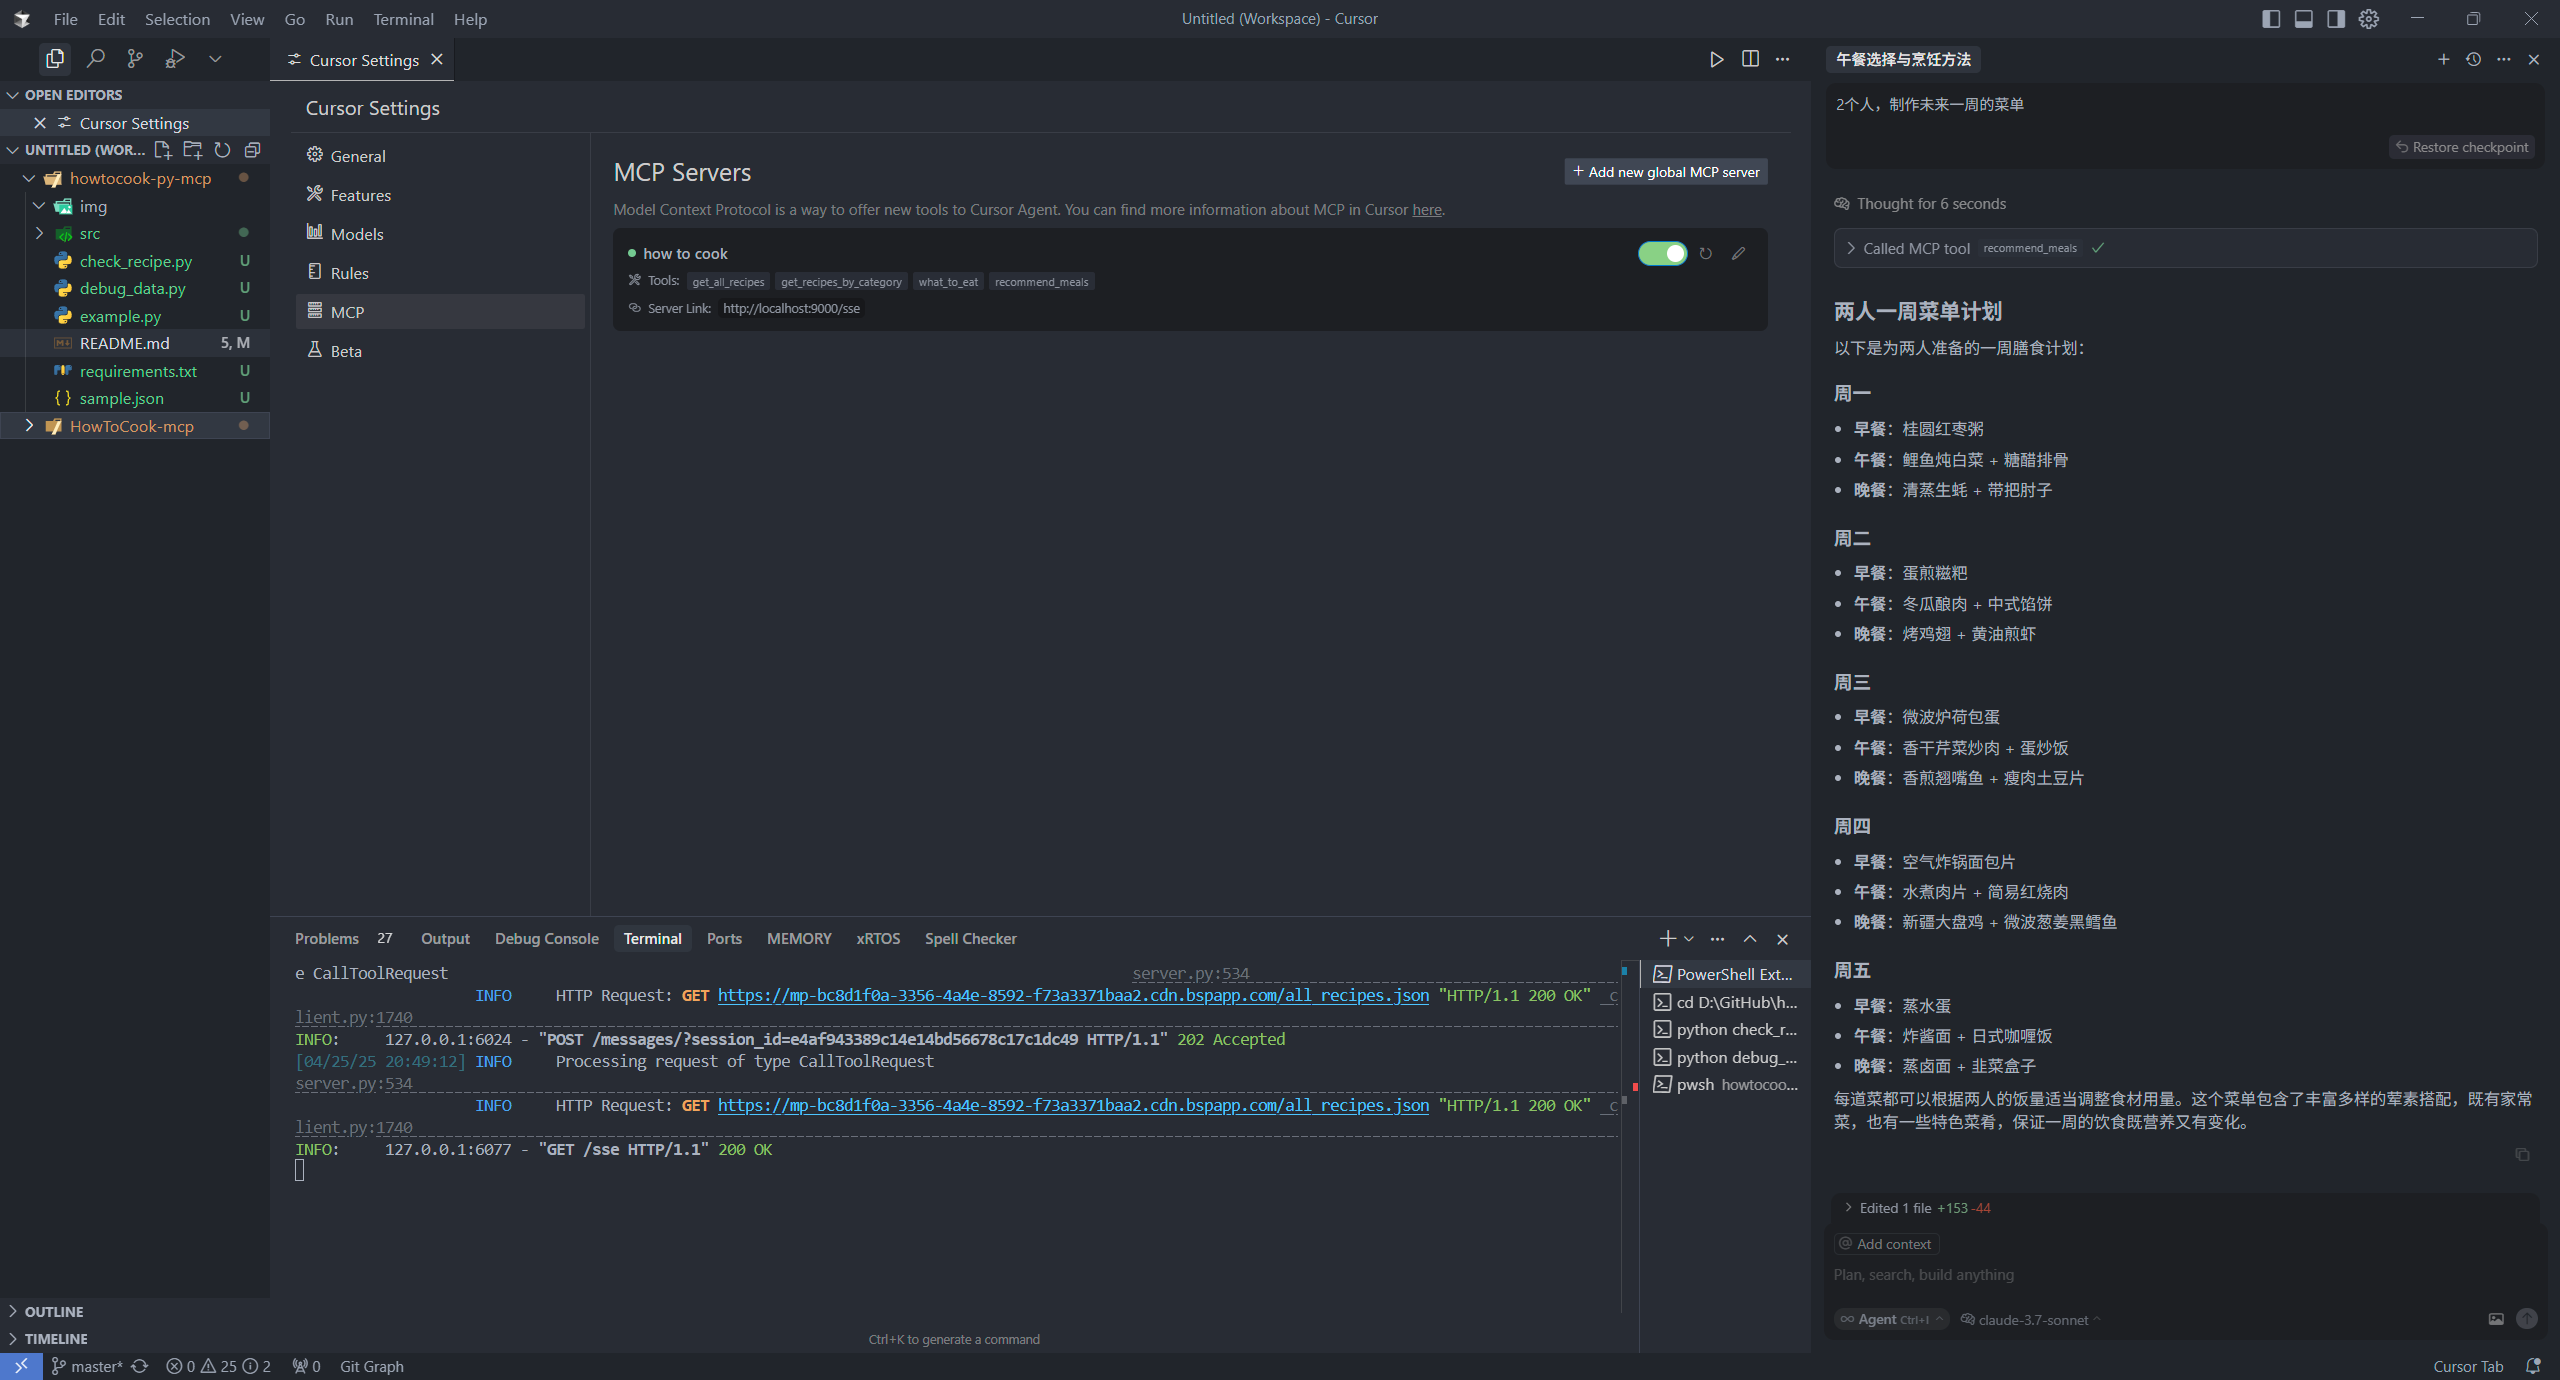 File Edit Selection View Go Run Terminal Help
Untitled (Workspace) - Cursor
OPEN EDITORS
Cursor Settings
UNTITLED (WOR...
howtocook-py-mcp
img
src
check_recipe.py U
debug_data.py U
example.py U
README.md 5, M
requirements.txt U
sample.json U
HowToCook-mcp
OUTLINE
TIMELINE
Cursor Settings
Cursor Settings
General
Features
Models
Rules
MCP
Beta
MCP Servers
+ Add new global MCP server
Model Context Protocol is a way to offer new tools to Cursor Agent. You can find more information about MCP in Cursor here.
how to cook
Tools: get_all_recipes get_recipes_by_category what_to_eat recommend_meals
Server Link: http://localhost:9000/sse
Problems 27 Output Debug Console Terminal Ports MEMORY xRTOS Spell Checker
e CallToolRequest server.py:534
INFO HTTP Request: GET https://mp-bc8d1f0a-3356-4a4e-8592-f73a3371baa2.cdn.bspapp.com/all_recipes.json "HTTP/1.1 200 OK" _c
lient.py:1740
INFO: 127.0.0.1:6024 - "POST /messages/?session_id=e4af943389c14e14bd56678c17c1dc49 HTTP/1.1" 202 Accepted
[04/25/25 20:49:12] INFO Processing request of type CallToolRequest
server.py:534
INFO HTTP Request: GET https://mp-bc8d1f0a-3356-4a4e-8592-f73a3371baa2.cdn.bspapp.com/all_recipes.json "HTTP/1.1 200 OK" _c
lient.py:1740
INFO: 127.0.0.1:6077 - "GET /sse HTTP/1.1" 200 OK
Ctrl+K to generate a command
PowerShell Ext...
cd D:\GitHub\h...
python check_r...
python debug_...
pwsh howtocoo...
午餐选择与烹饪方法
2个人，制作未来一周的菜单
Restore checkpoint
Thought for 6 seconds
Called MCP tool recommend_meals
两人一周菜单计划
以下是为两人准备的一周膳食计划：
周一
• 早餐：桂圆红枣粥
• 午餐：鲤鱼炖白菜 + 糖醋排骨
• 晚餐：清蒸生蚝 + 带把肘子
周二
• 早餐：蛋煎糍粑
• 午餐：冬瓜酿肉 + 中式馅饼
• 晚餐：烤鸡翅 + 黄油煎虾
周三
• 早餐：微波炉荷包蛋
• 午餐：香干芹菜炒肉 + 蛋炒饭
• 晚餐：香煎翘嘴鱼 + 瘦肉土豆片
周四
• 早餐：空气炸锅面包片
• 午餐：水煮肉片 + 简易红烧肉
• 晚餐：新疆大盘鸡 + 微波葱姜黑鳕鱼
周五
• 早餐：蒸水蛋
• 午餐：炸酱面 + 日式咖喱饭
• 晚餐：蒸卤面 + 韭菜盒子
每道菜都可以根据两人的饭量适当调整食材用量。这个菜单包含了丰富多样的荤素搭配，既有家常
菜，也有一些特色菜肴，保证一周的饮食既营养又有变化。
Edited 1 file +153 -44
@ Add context
Plan, search, build anything
Agent Ctrl+I claude-3.7-sonnet
master* 0 25 2 0 Git Graph
Cursor Tab